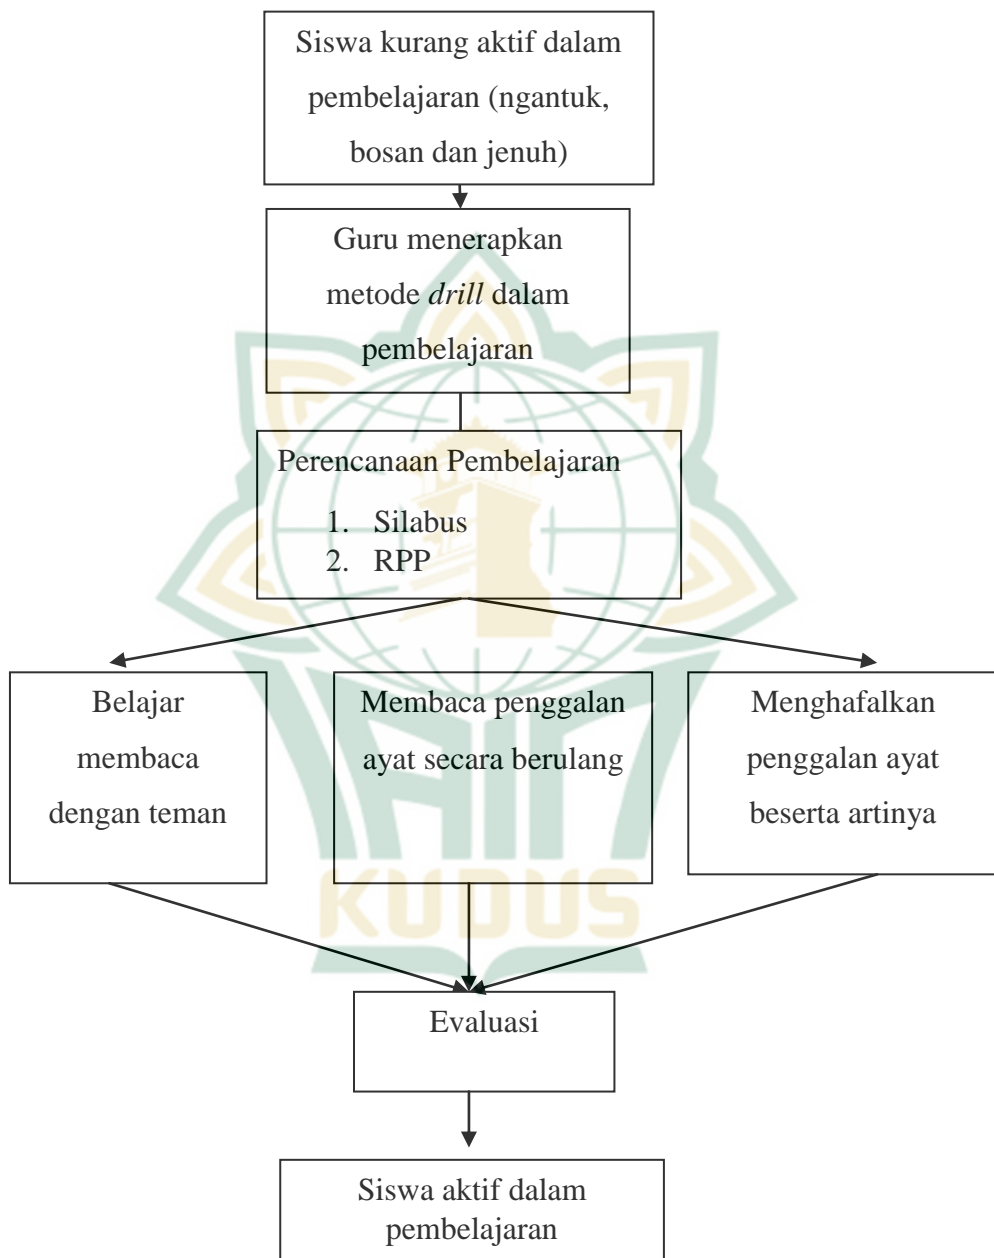 Siswa kurang aktif dalam
pembelajaran (ngantuk,
bosan dan jenuh)
Guru menerapkan
metode drill dalam
pembelajaran
Perencanaan Pembelajaran
1. Silabus
2. RPP
Belajar
membaca
dengan teman
Membaca penggalan
ayat secara berulang
Menghafalkan
penggalan ayat
beserta artinya
IAIN
KUDUS
Evaluasi
Siswa aktif dalam
pembelajaran